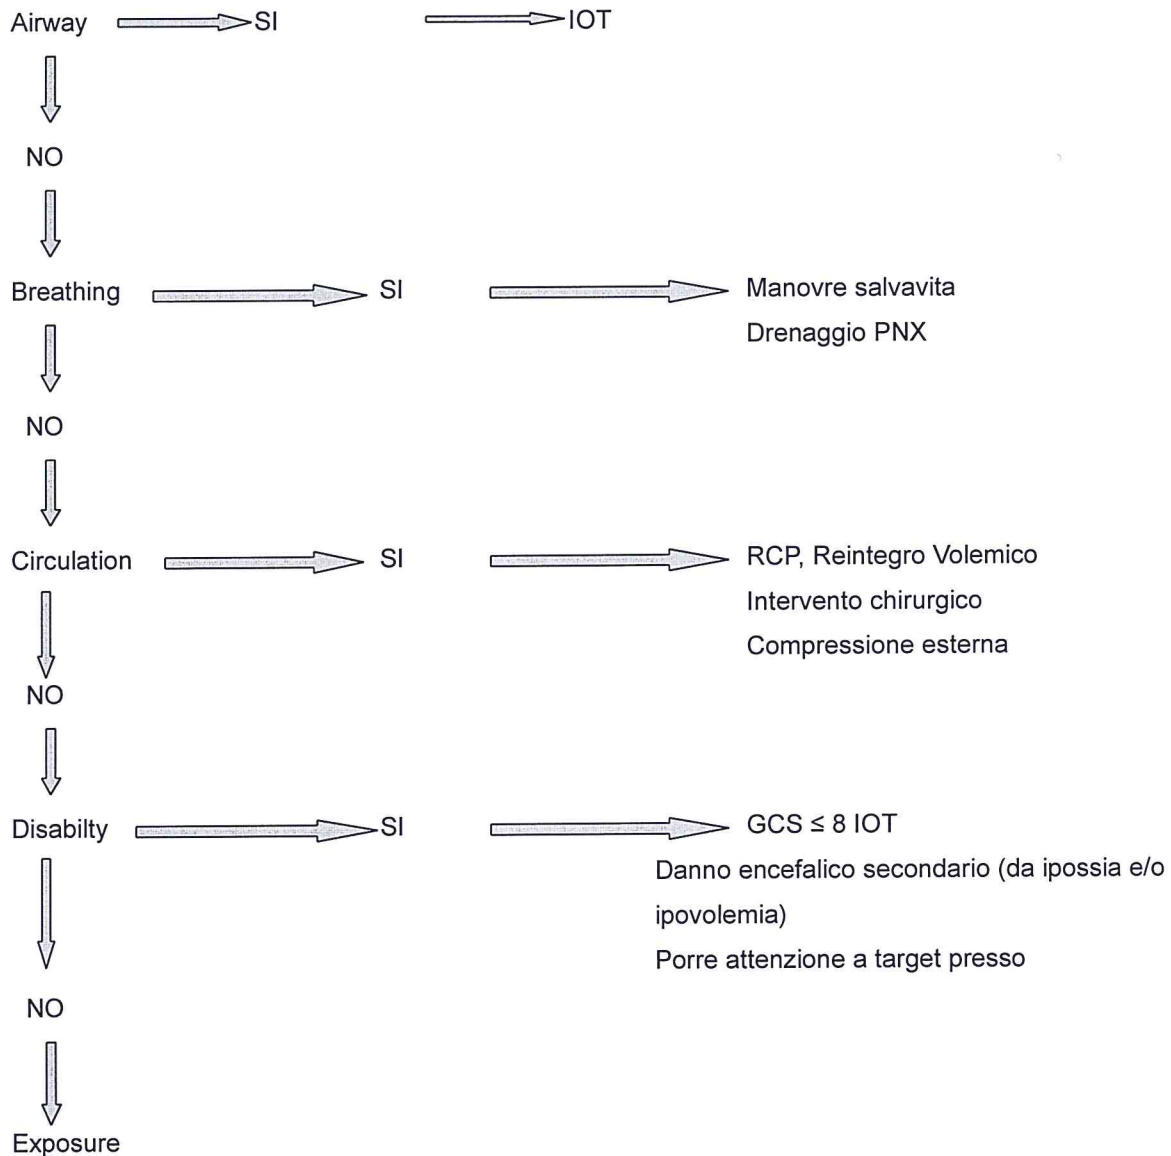 Airway SI IOT
NO
Breathing SI Manovre salvavita
Drenaggio PNX
NO
Circulation SI RCP, Reintegro Volemico
Intervento chirurgico
Compressione esterna
NO
Disabilty SI GCS ≤ 8 IOT
Danno encefalico secondario (da ipossia e/o
ipovolemia)
Porre attenzione a target presso
NO
Exposure